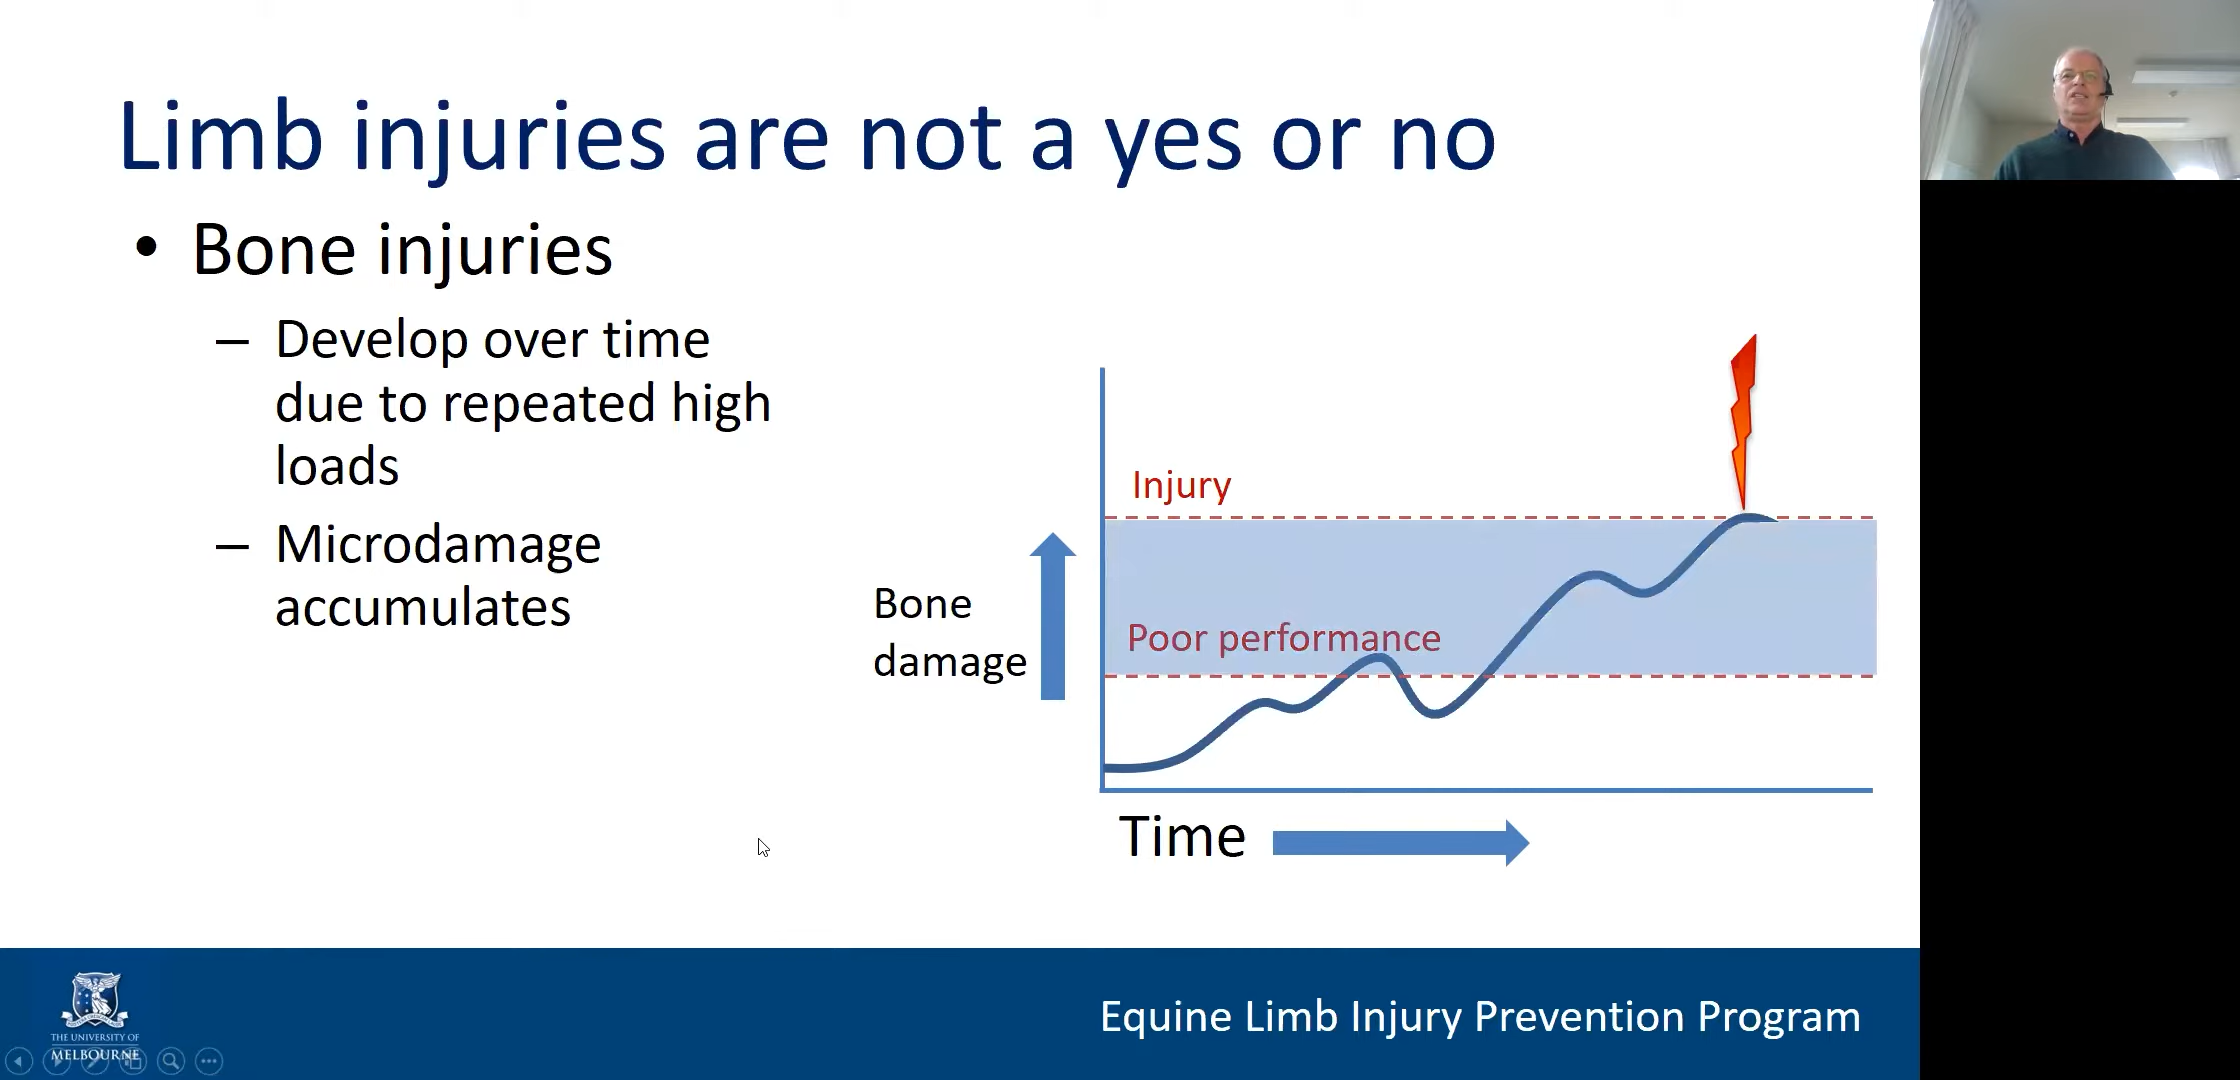 Limb injuries are not a yes or no
• Bone injuries
– Develop over time
due to repeated high
loads
– Microdamage
accumulates
Injury
Poor performance
Bone
damage
Time
THE UNIVERSITY OF
MELBOURNE
Equine Limb Injury Prevention Program